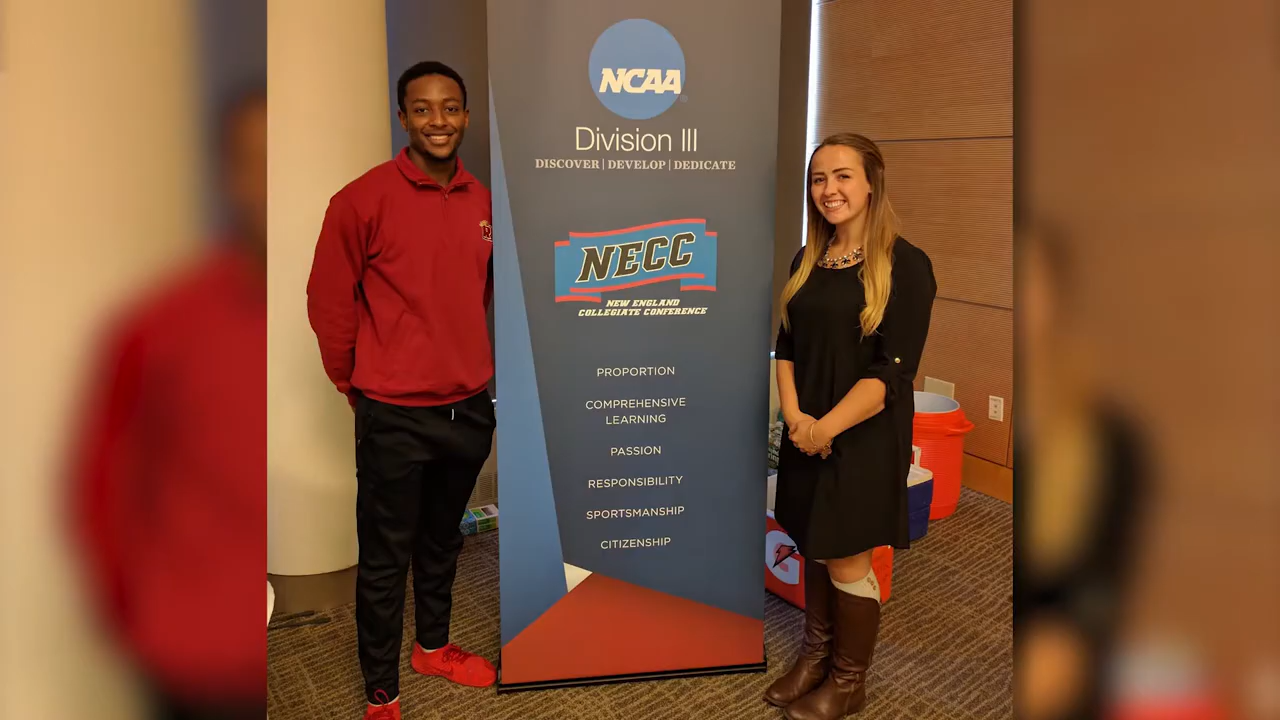 NCAA
Division III
DISCOVER | DEVELOP | DEDICATE
NECC
NEW ENGLAND
COLLEGIATE CONFERENCE
PROPORTION
COMPREHENSIVE
LEARNING
PASSION
RESPONSIBILITY
SPORTSMANSHIP
CITIZENSHIP